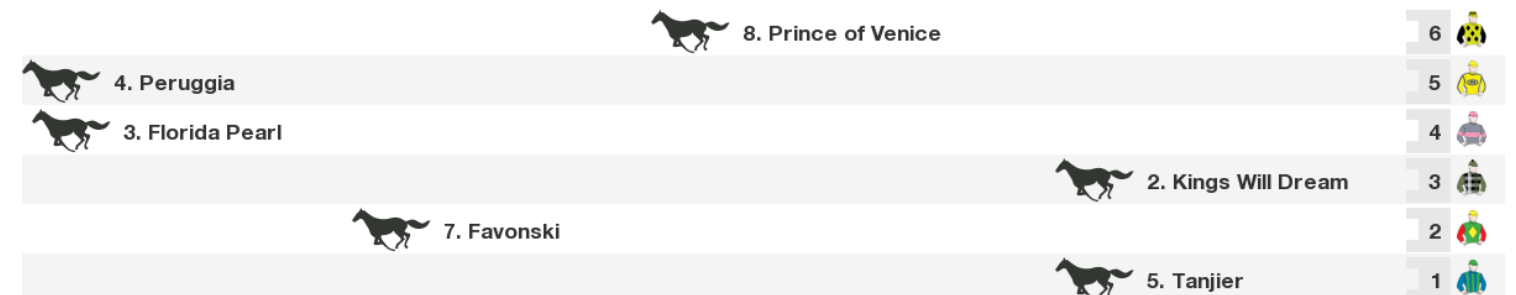 8. Prince of Venice 6
4. Peruggia 5
3. Florida Pearl 4
2. Kings Will Dream 3
7. Favonski 2
5. Tanjier 1